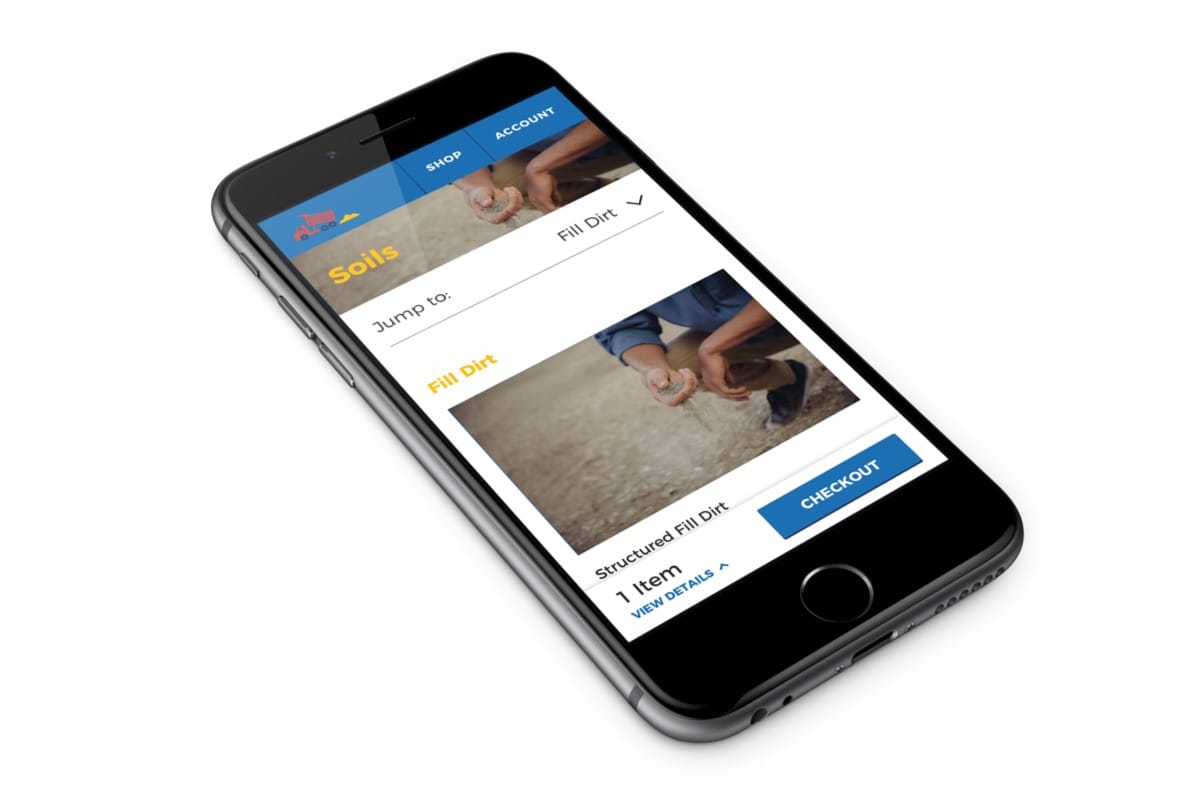 SHOP
ACCOUNT
Soils
Jump to:
Fill Dirt
Fill Dirt
Structured Fill Dirt
1 Item
VIEW DETAILS
CHECKOUT